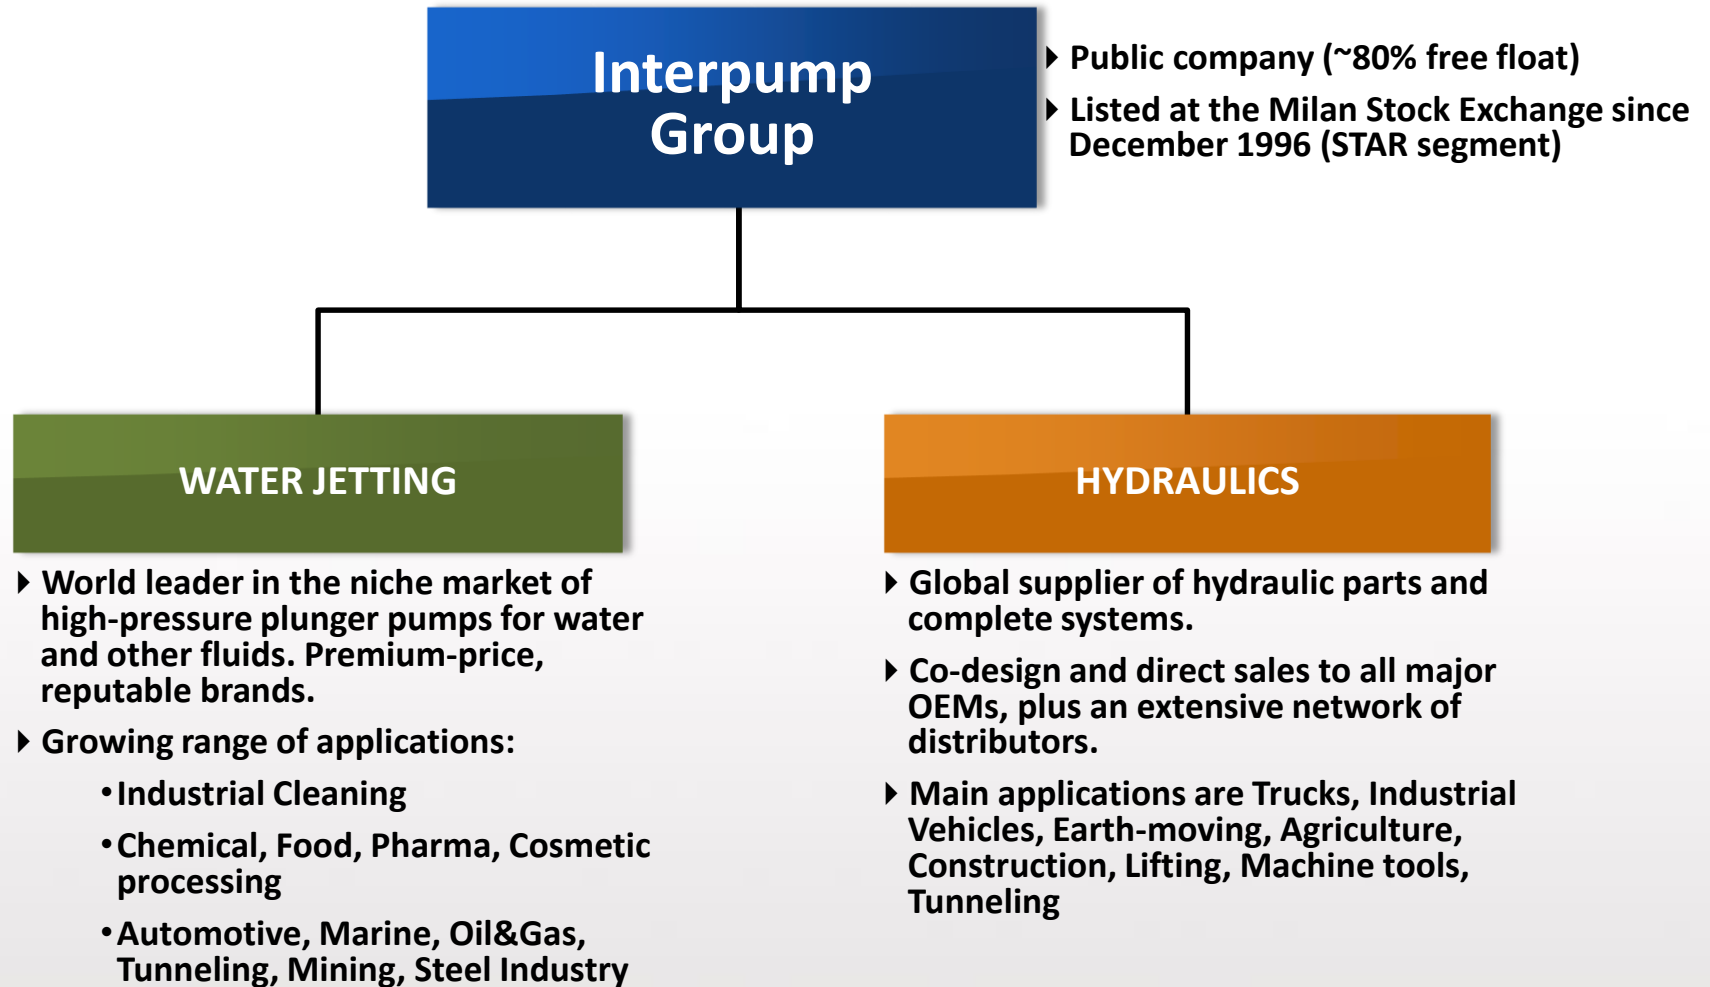 Interpump
Group
Public company (~80% free float)
Listed at the Milan Stock Exchange since
December 1996 (STAR segment)
WATER JETTING
World leader in the niche market of
high-pressure plunger pumps for water
and other fluids. Premium-price,
reputable brands.
Growing range of applications:
•Industrial Cleaning
•Chemical, Food, Pharma, Cosmetic
processing
•Automotive, Marine, Oil&Gas,
Tunneling, Mining, Steel Industry
HYDRAULICS
Global supplier of hydraulic parts and
complete systems.
Co-design and direct sales to all major
OEMs, plus an extensive network of
distributors.
Main applications are Trucks, Industrial
Vehicles, Earth-moving, Agriculture,
Construction, Lifting, Machine tools,
Tunneling